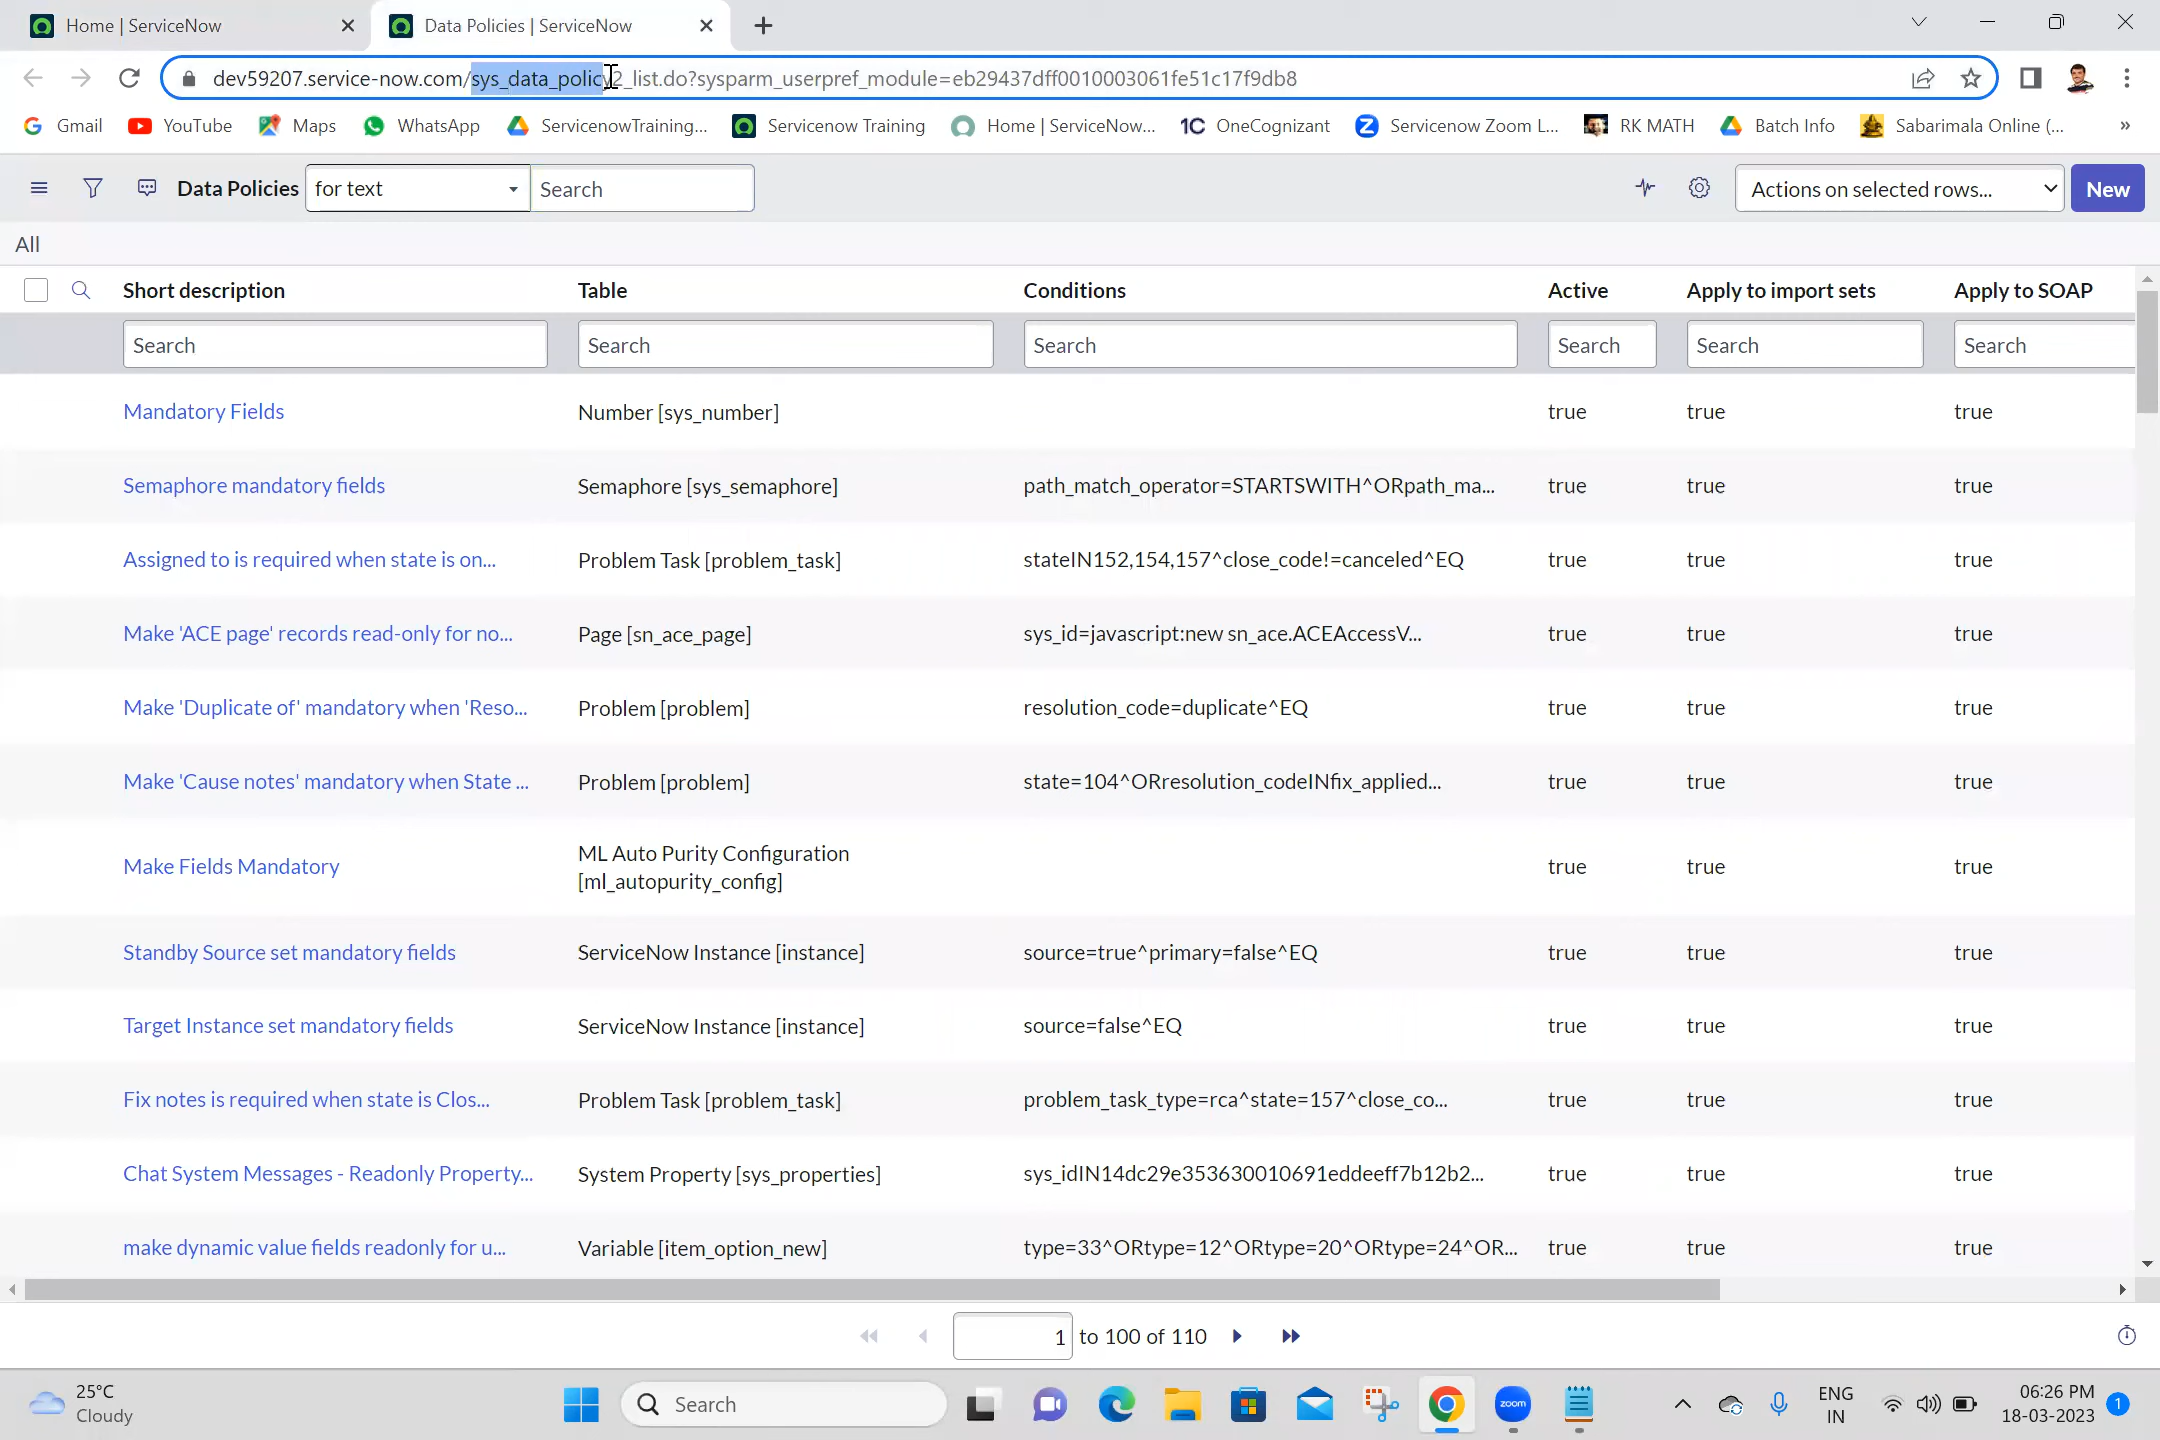 Home | ServiceNow
Data Policies | ServiceNow
dev59207.service-now.com/sys_data_policy2_list.do?sysparm_userpref_module=eb29437dff0010003061fe51c17f9db8
Gmail YouTube Maps WhatsApp ServicenowTraining... Servicenow Training Home | ServiceNow... 1C OneCognizant Servicenow Zoom L... RK MATH Batch Info Sabarimala Online (... »
Data Policies for text Search Actions on selected rows... New
All
Short description Table Conditions Active Apply to import sets Apply to SOAP
Search Search Search Search Search Search
Mandatory Fields Number [sys_number] true true true
Semaphore mandatory fields Semaphore [sys_semaphore] path_match_operator=STARTSWITH^ORpath_ma... true true true
Assigned to is required when state is on... Problem Task [problem_task] stateIN152,154,157^close_code!=canceled^EQ true true true
Make 'ACE page' records read-only for no... Page [sn_ace_page] sys_id=javascript:new sn_ace.ACEAccessV... true true true
Make 'Duplicate of' mandatory when 'Reso... Problem [problem] resolution_code=duplicate^EQ true true true
Make 'Cause notes' mandatory when State ... Problem [problem] state=104^ORresolution_codeINfix_applied... true true true
Make Fields Mandatory ML Auto Purity Configuration true true true
[ml_autopurity_config]
Standby Source set mandatory fields ServiceNow Instance [instance] source=true^primary=false^EQ true true true
Target Instance set mandatory fields ServiceNow Instance [instance] source=false^EQ true true true
Fix notes is required when state is Clos... Problem Task [problem_task] problem_task_type=rca^state=157^close_co... true true true
Chat System Messages - Readonly Property... System Property [sys_properties] sys_idIN14dc29e353630010691eddeeff7b12b2... true true true
make dynamic value fields readonly for u... Variable [item_option_new] type=33^ORtype=12^ORtype=20^ORtype=24^OR... true true true
1 to 100 of 110
25°C
Cloudy
Search
zoom
ENG
IN
06:26 PM
18-03-2023
1